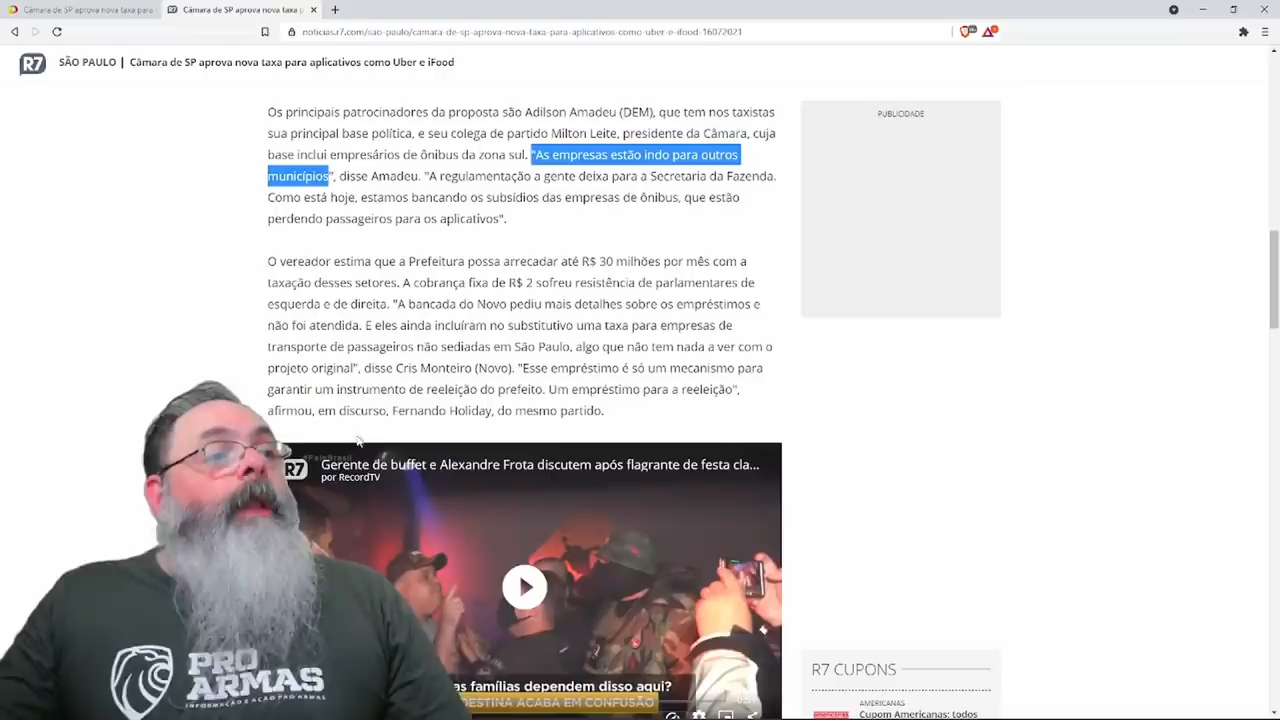 Câmara de SP aprova nova taxa para
Câmara de SP aprova nova taxa p
noticias.r7.com/sao-paulo/camara-de-sp-aprova-nova-taxa-para-aplicativos-como-uber-e-ifood-16072021
R7 SÃO PAULO | Câmara de SP aprova nova taxa para aplicativos como Uber e iFood
Os principais patrocinadores da proposta são Adilson Amadeu (DEM), que tem nos taxistas
sua principal base política, e seu colega de partido Milton Leite, presidente da Câmara, cuja
base inclui empresários de ônibus da zona sul. "As empresas estão indo para outros
municípios", disse Amadeu. "A regulamentação a gente deixa para a Secretaria da Fazenda.
Como está hoje, estamos bancando os subsídios das empresas de ônibus, que estão
perdendo passageiros para os aplicativos".
O vereador estima que a Prefeitura possa arrecadar até R$ 30 milhões por mês com a
taxação desses setores. A cobrança fixa de R$ 2 sofreu resistência de parlamentares de
esquerda e de direita. "A bancada do Novo pediu mais detalhes sobre os empréstimos e
não foi atendida. E eles ainda incluíram no substitutivo uma taxa para empresas de
transporte de passageiros não sediadas em São Paulo, algo que não tem nada a ver com o
projeto original", disse Cris Monteiro (Novo). "Esse empréstimo é só um mecanismo para
garantir um instrumento de reeleição do prefeito. Um empréstimo para a reeleição",
afirmou, em discurso, Fernando Holiday, do mesmo partido.
PUBLICIDADE
R7 Gerente de buffet e Alexandre Frota discutem após flagrante de festa cla...
por RecordTV
as famílias dependem disso aqui?
DESTINA ACABA EM CONFUSÃO
PRO
ARMAS
INFORMAÇÃO E AÇÃO PRÓ ARMAS
R7 CUPONS
AMERICANAS
Cupom Americanas: todos